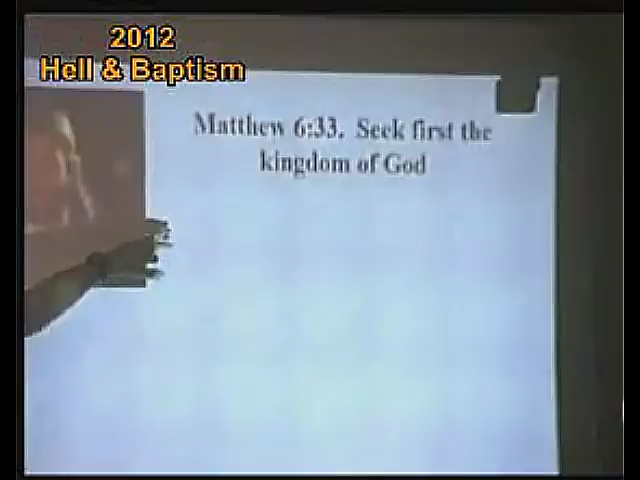 2012
Hell & Baptism
Matthew 6:33. Seek first the
kingdom of God